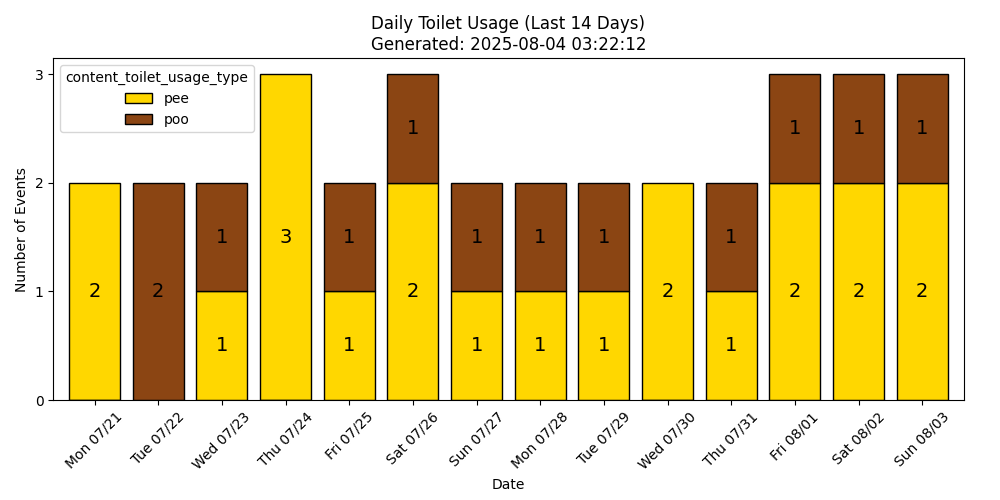 Daily Toilet Usage (Last 14 Days)
Generated: 2025-08-04 03:22:12
content_toilet_usage_type
pee
poo
Number of Events
3
2
1
0
2
2
1
1
3
1
1
1
2
1
1
1
1
1
1
2
1
1
1
2
1
2
1
2
Mon 07/21
Tue 07/22
Wed 07/23
Thu 07/24
Fri 07/25
Sat 07/26
Sun 07/27
Mon 07/28
Tue 07/29
Wed 07/30
Thu 07/31
Fri 08/01
Sat 08/02
Sun 08/03
Date